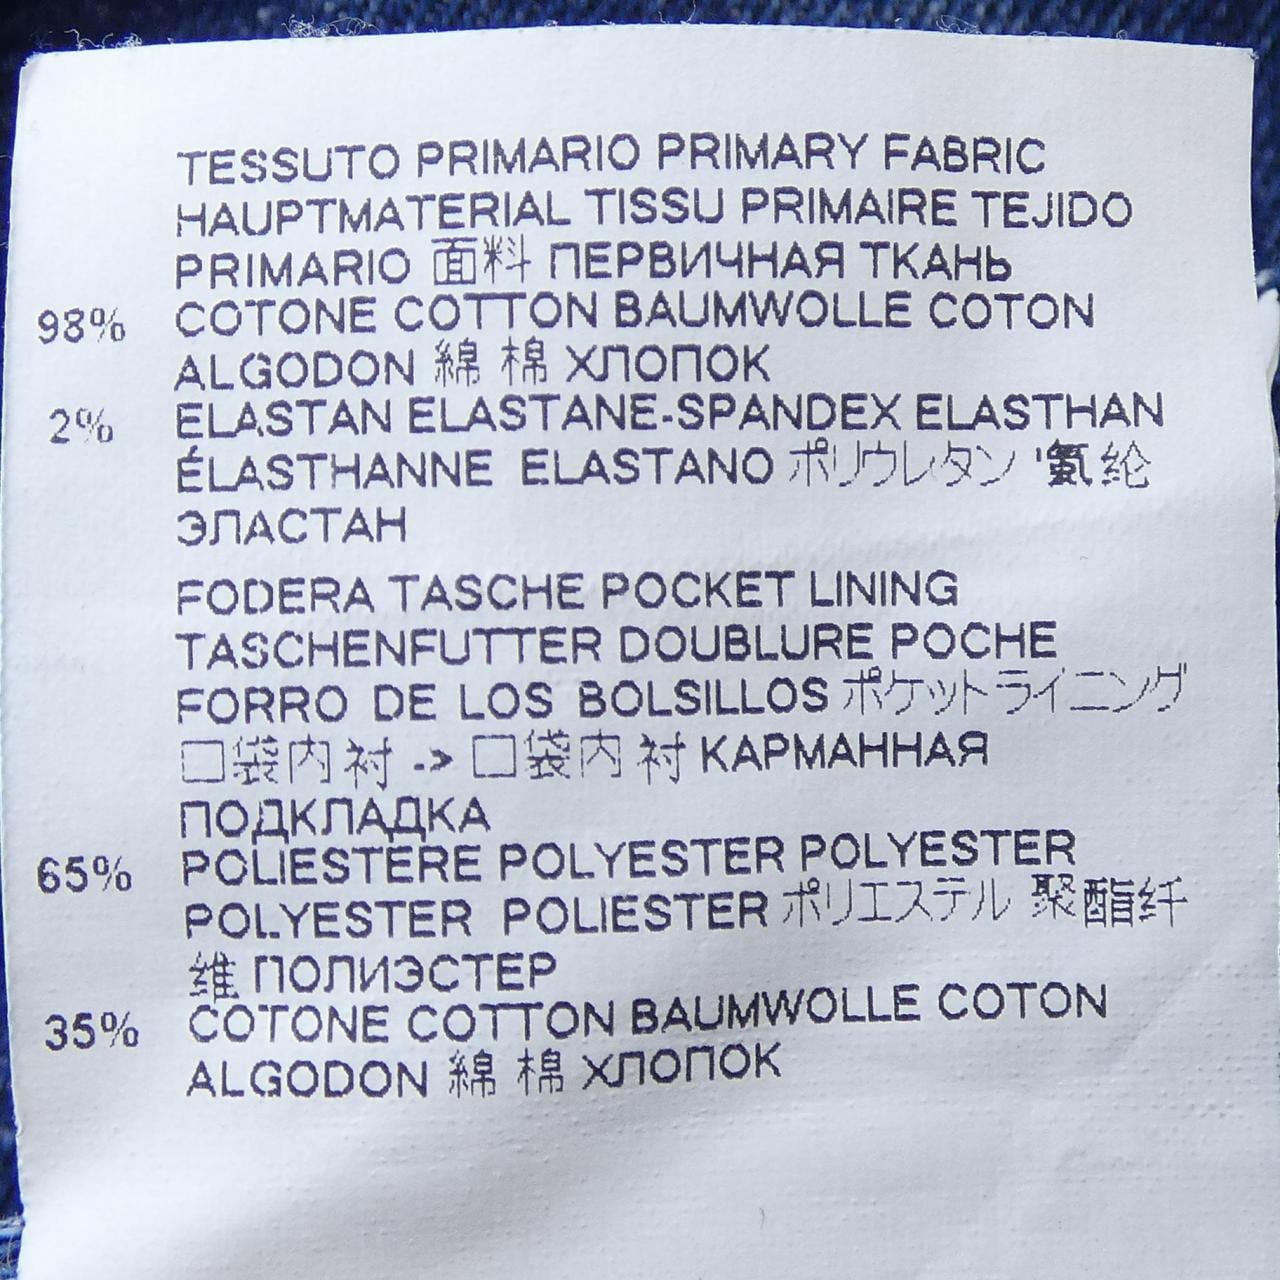 TESSUTO PRIMARIO PRIMARY FABRIC
HAUPTMATERIAL TISSU PRIMAIRE TEJIDO
PRIMARIO 面料 ПЕРВИЧНАЯ ТКАНЬ
98% COTONE COTTON BAUMWOLLE COTON
ALGODON 綿 棉 ХЛОПОК
2% ELASTAN ELASTANE-SPANDEX ELASTHAN
ÉLASTHANNE ELASTANO ポリウレタン '氨纶
ЭЛАСТАН
FODERA TASCHE POCKET LINING
TASCHENFUTTER DOUBLURE POCHE
FORRO DE LOS BOLSILLOS ポケットライニング
口袋内衬 -> 口袋内衬 КАРМАННАЯ
ПОДКЛАДКА
65% POLIESTERE POLYESTER POLYESTER
POLYESTER POLIESTER ポリエステル 聚酯纤
维 ПОЛИЭСТЕР
35% COTONE COTTON BAUMWOLLE COTON
ALGODON 綿 棉 ХЛОПОК